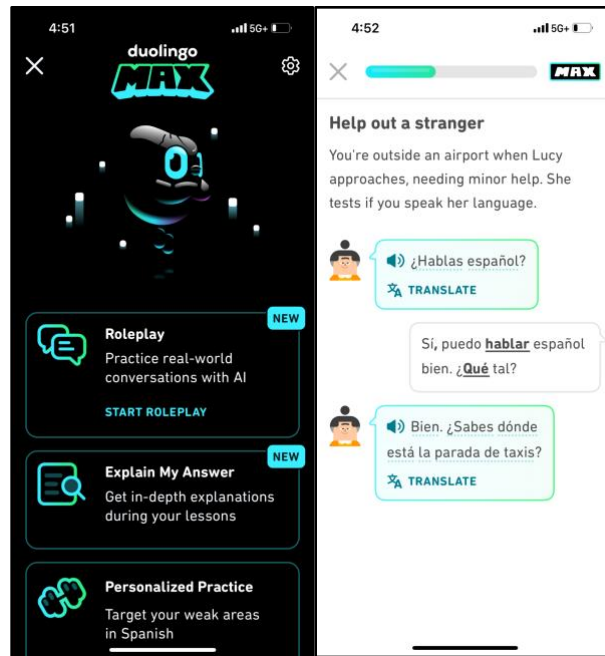 4:51
5G+
duolingo
MAX
NEW
Roleplay
Practice real-world
conversations with AI
START ROLEPLAY
NEW
Explain My Answer
Get in-depth explanations
during your lessons
Personalized Practice
Target your weak areas
in Spanish
4:52
5G+
MAX
Help out a stranger
You're outside an airport when Lucy
approaches, needing minor help. She
tests if you speak her language.
¿Hablas español?
TRANSLATE
Sí, puedo hablar español
bien. ¿Qué tal?
Bien. ¿Sabes dónde
está la parada de taxis?
TRANSLATE